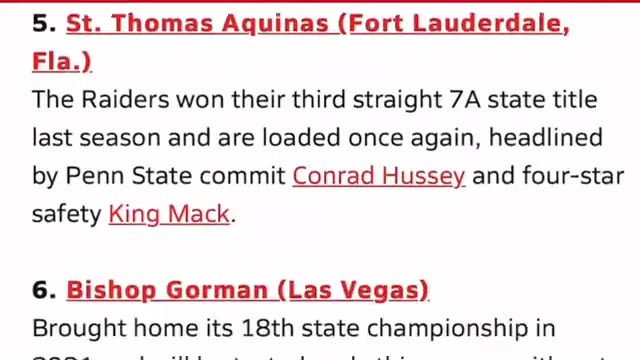 5. St. Thomas Aquinas (Fort Lauderdale,
Fla.)
The Raiders won their third straight 7A state title
last season and are loaded once again, headlined
by Penn State commit Conrad Hussey and four-star
safety King Mack.
6. Bishop Gorman (Las Vegas)
Brought home its 18th state championship in